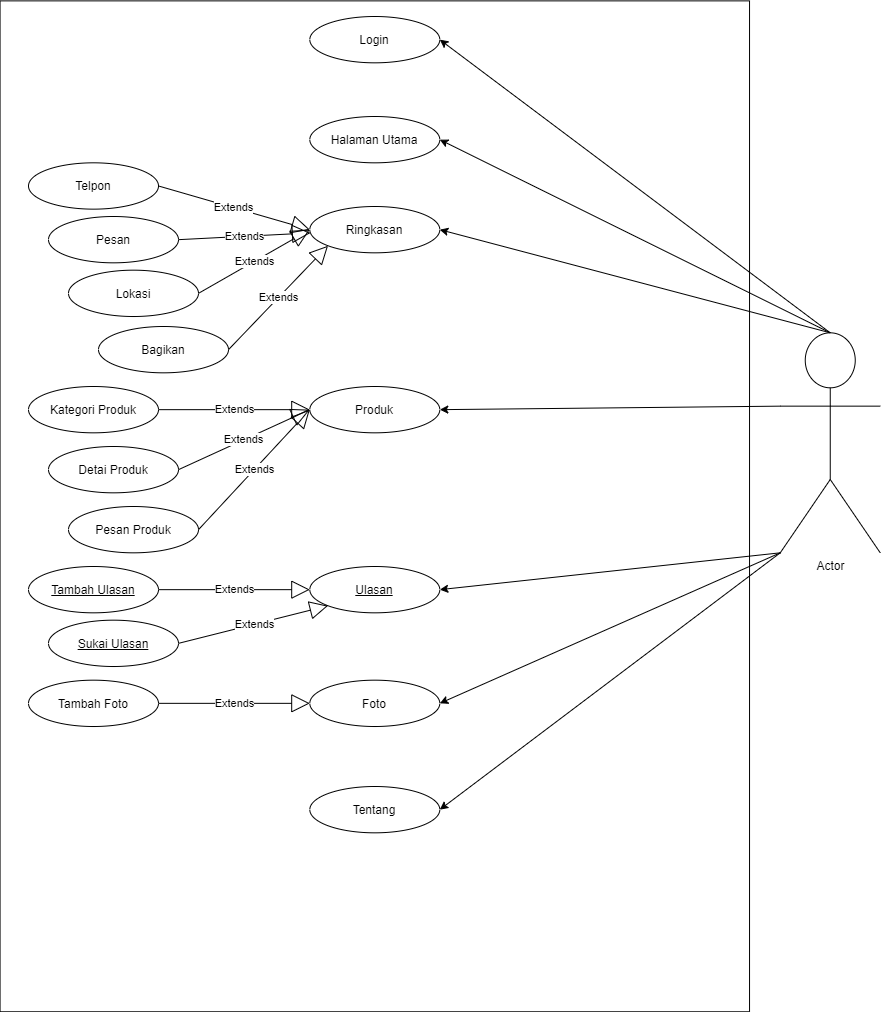 Login
Halaman Utama
Telpon
Extends
Ringkasan
Pesan
Extends
Extends
Lokasi
Extends
Bagikan
Kategori Produk
Extends
Produk
Extends
Detai Produk
Extends
Pesan Produk
Actor
Tambah Ulasan
Extends
Ulasan
Extends
Sukai Ulasan
Tambah Foto
Extends
Foto
Tentang